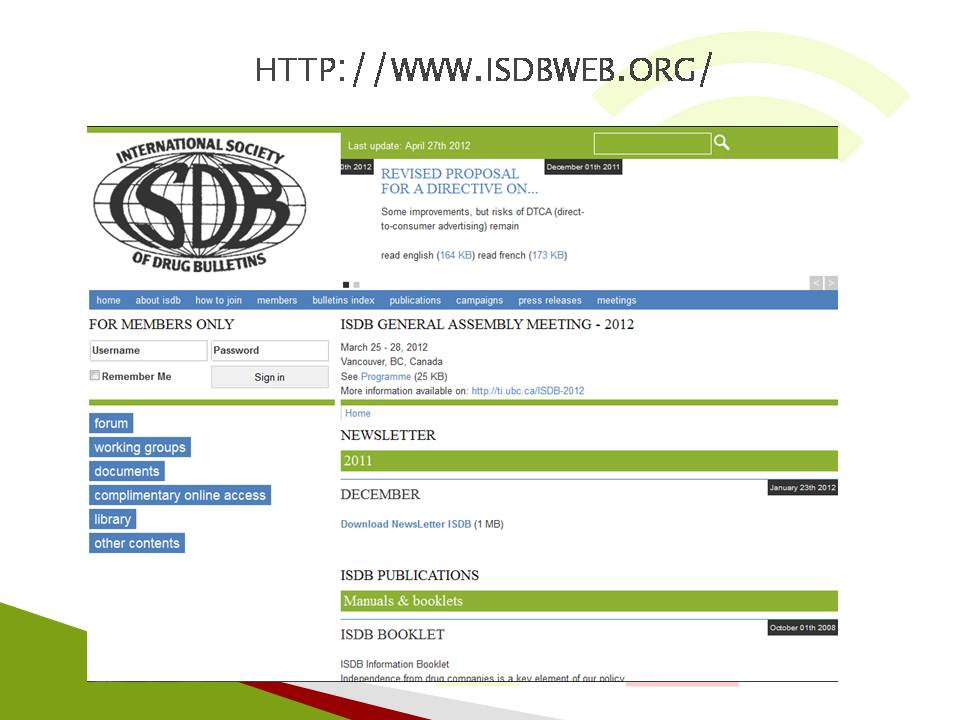 HTTP://WWW.ISDBWEB.ORG/
INTERNATIONAL SOCIETY
ISDB
OF DRUG BULLETINS
Last update: April 27th 2012
0th 2012
December 01th 2011
REVISED PROPOSAL
FOR A DIRECTIVE ON...
Some improvements, but risks of DTCA (direct-
to-consumer advertising) remain
read english (164 KB) read french (173 KB)
< >
home about isdb how to join members bulletins index publications campaigns press releases meetings
FOR MEMBERS ONLY
Username Password
Remember Me Sign in
forum
working groups
documents
complimentary online access
library
other contents
ISDB GENERAL ASSEMBLY MEETING - 2012
March 25 - 28, 2012
Vancouver, BC, Canada
See Programme (25 KB)
More information available on: http://ti.ubc.ca/ISDB-2012
Home
NEWSLETTER
2011
January 23th 2012
DECEMBER
Download NewsLetter ISDB (1 MB)
ISDB PUBLICATIONS
Manuals & booklets
October 01th 2008
ISDB BOOKLET
ISDB Information Booklet
Independence from drug companies is a key element of our policy